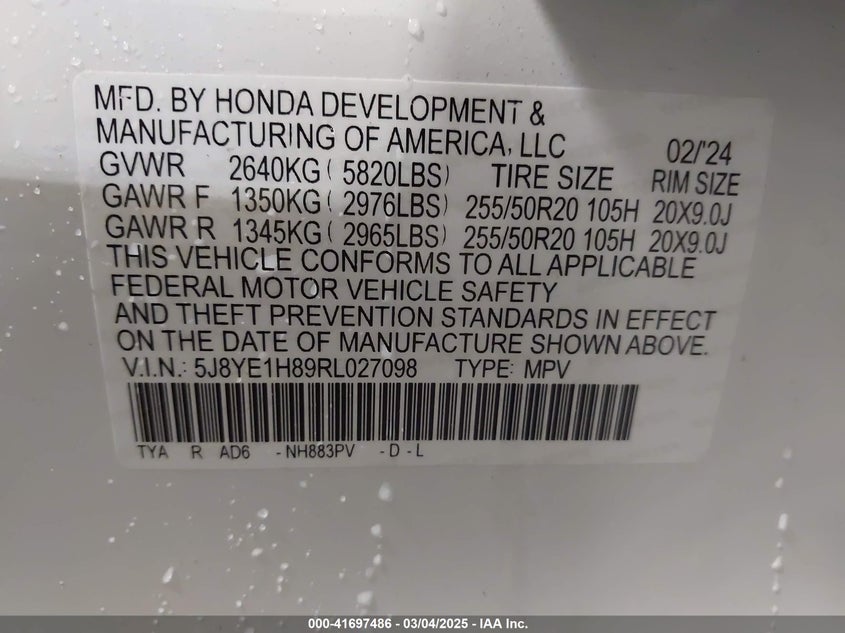 MFD. BY HONDA DEVELOPMENT &
MANUFACTURING OF AMERICA, LLC 02/'24
GVWR 2640KG ( 5820LBS) TIRE SIZE RIM SIZE
GAWR F 1350KG ( 2976LBS) 255/50R20 105H 20X9.0J
GAWR R 1345KG ( 2965LBS) 255/50R20 105H 20X9.0J
THIS VEHICLE CONFORMS TO ALL APPLICABLE
FEDERAL MOTOR VEHICLE SAFETY
AND THEFT PREVENTION STANDARDS IN EFFECT
ON THE DATE OF MANUFACTURE SHOWN ABOVE.
V.I.N.: 5J8YE1H89RL027098 TYPE: MPV
TYA R AD6 -NH883PV -D-L
000-41697486 - 03/04/2025 - IAA Inc.